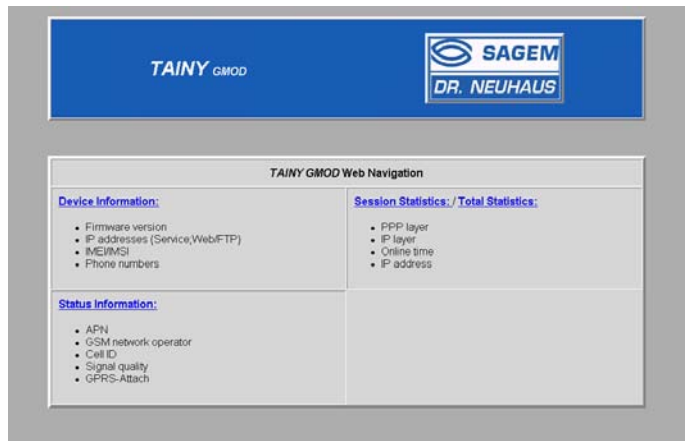 TAINY GMOD
SAGEM
DR. NEUHAUS
TAINY GMOD Web Navigation
Device Information:
Firmware version
IP addresses (Service;Web/FTP)
IMEI/IMSI
Phone numbers
Session Statistics: / Total Statistics:
PPP layer
IP layer
Online time
IP address
Status Information:
APN
GSM network operator
Cell ID
Signal quality
GPRS-Attach